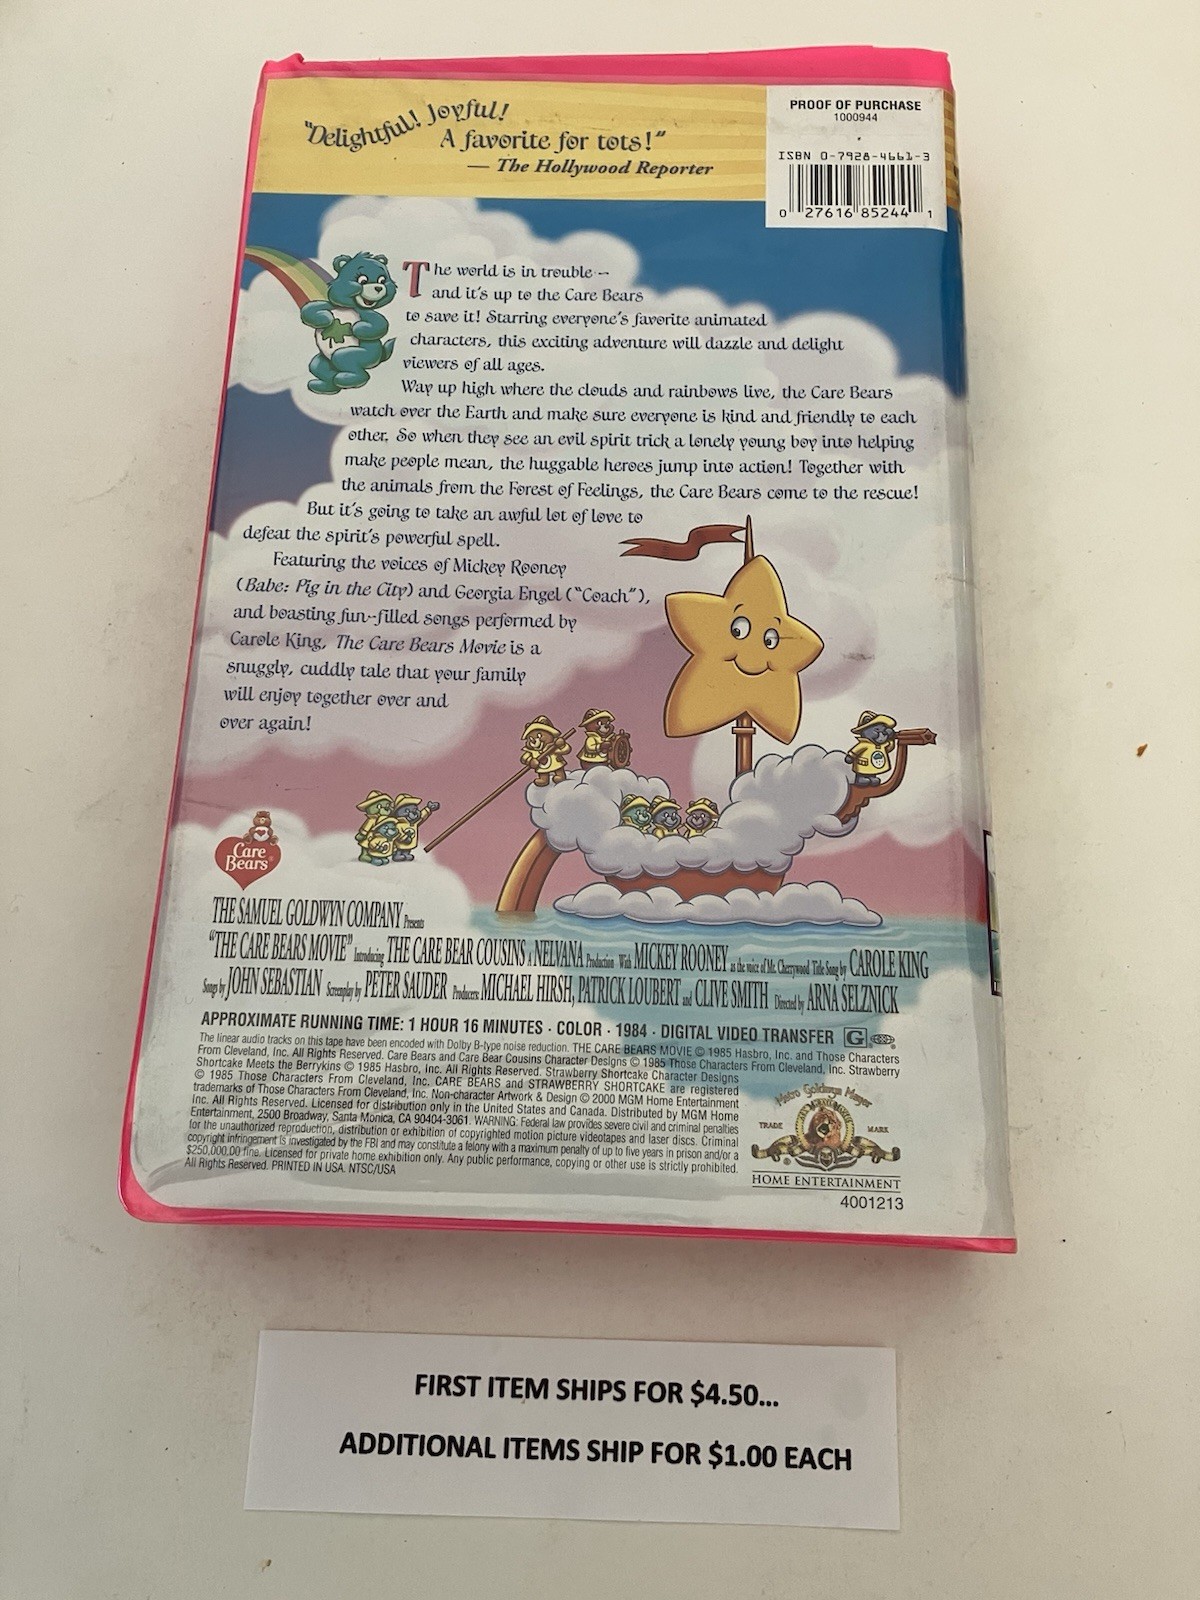 "Delightful! Joyful!
A favorite for tots!"
— The Hollywood Reporter
PROOF OF PURCHASE
1000944
ISBN 0-7928-4661-3
0 27616 85244 1
The world is in trouble --
and it's up to the Care Bears
to save it! Starring everyone's favorite animated
characters, this exciting adventure will dazzle and delight
viewers of all ages.
Way up high where the clouds and rainbows live, the Care Bears
watch over the Earth and make sure everyone is kind and friendly to each
other. So when they see an evil spirit trick a lonely young boy into helping
make people mean, the huggable heroes jump into action! Together with
the animals from the Forest of Feelings, the Care Bears come to the rescue!
But it's going to take an awful lot of love to
defeat the spirit's powerful spell.
Featuring the voices of Mickey Rooney
(Babe: Pig in the City) and Georgia Engel ("Coach"),
and boasting fun--filled songs performed by
Carole King, The Care Bears Movie is a
snuggly, cuddly tale that your family
will enjoy together over and
over again!
Care
Bears
THE SAMUEL GOLDWYN COMPANY Presents
"THE CARE BEARS MOVIE" Introducing THE CARE BEAR COUSINS A NELVANA Production With MICKEY ROONEY as the voice of Mr. Cherrywood Title Song by CAROLE KING
Songs by JOHN SEBASTIAN Screenplay by PETER SAUDER Producers MICHAEL HIRSH, PATRICK LOUBERT and CLIVE SMITH Directed by ARNA SELZNICK
APPROXIMATE RUNNING TIME: 1 HOUR 16 MINUTES · COLOR · 1984 · DIGITAL VIDEO TRANSFER G
The linear audio tracks on this tape have been encoded with Dolby B-type noise reduction. THE CARE BEARS MOVIE © 1985 Hasbro, Inc. and Those Characters
From Cleveland, Inc. All Rights Reserved. Care Bears and Care Bear Cousins Character Designs © 1985 Those Characters From Cleveland, Inc. Strawberry
Shortcake Meets the Berrykins © 1985 Hasbro, Inc. All Rights Reserved. Strawberry Shortcake Character Designs
© 1985 Those Characters From Cleveland, Inc. CARE BEARS and STRAWBERRY SHORTCAKE are registered
trademarks of Those Characters From Cleveland, Inc. Non-character Artwork & Design © 2000 MGM Home Entertainment
Inc. All Rights Reserved. Licensed for distribution only in the United States and Canada. Distributed by MGM Home
Entertainment, 2500 Broadway, Santa Monica, CA 90404-3061. WARNING: Federal law provides severe civil and criminal penalties
for the unauthorized reproduction, distribution or exhibition of copyrighted motion picture videotapes and laser discs. Criminal
copyright infringement is investigated by the FBI and may constitute a felony with a maximum penalty of up to five years in prison and/or a
$250,000.00 fine. Licensed for private home exhibition only. Any public performance, copying or other use is strictly prohibited.
All Rights Reserved. PRINTED IN USA. NTSC/USA
Metro Goldwyn Mayer
TRADE MARK
HOME ENTERTAINMENT
4001213
FIRST ITEM SHIPS FOR $4.50...
ADDITIONAL ITEMS SHIP FOR $1.00 EACH